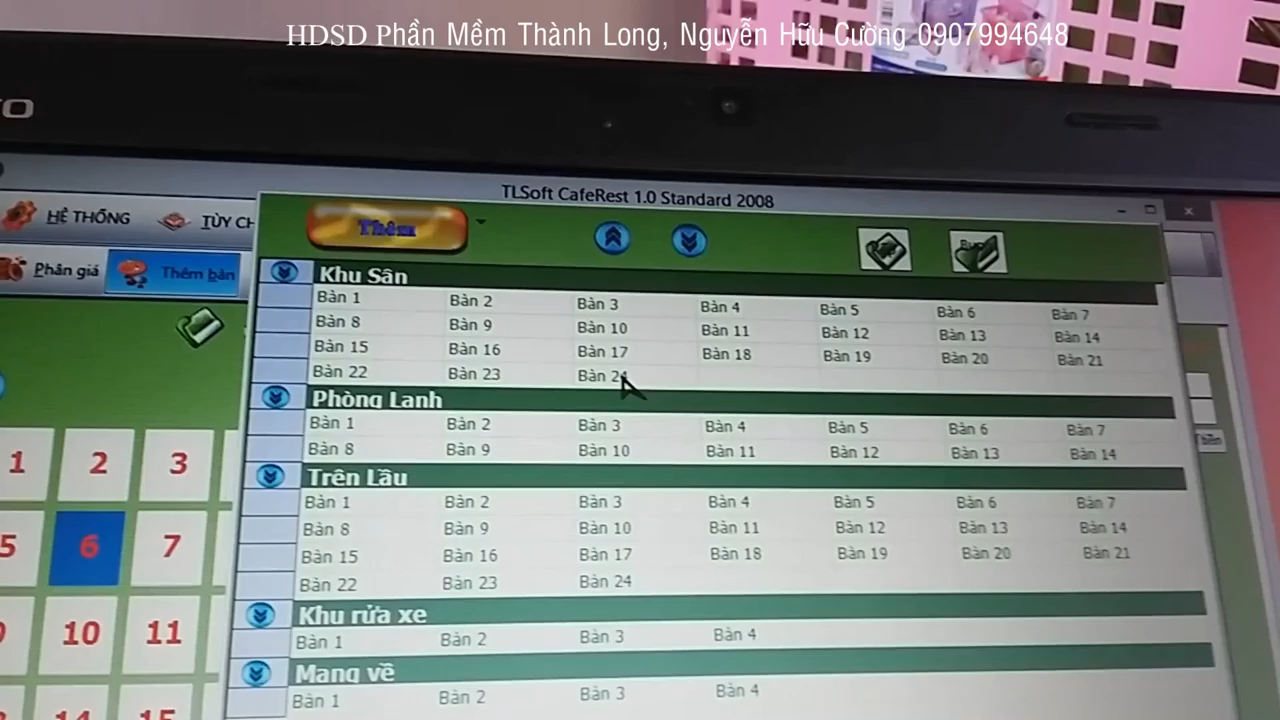 HDSD Phần Mềm Thành Long, Nguyễn Hữu Cường 0907994648
TLSoft CafeRest 1.0 Standard 2008
HỆ THỐNG TÙY CH
Thêm
Phân giá Thêm bàn
Khu Sân
Bàn 1 Bàn 2 Bàn 3 Bàn 4 Bàn 5 Bàn 6 Bàn 7
Bàn 8 Bàn 9 Bàn 10 Bàn 11 Bàn 12 Bàn 13 Bàn 14
Bàn 15 Bàn 16 Bàn 17 Bàn 18 Bàn 19 Bàn 20 Bàn 21
Bàn 22 Bàn 23 Bàn 24
Phòng Lạnh
Bàn 1 Bàn 2 Bàn 3 Bàn 4 Bàn 5 Bàn 6 Bàn 7
Bàn 8 Bàn 9 Bàn 10 Bàn 11 Bàn 12 Bàn 13 Bàn 14
Trên Lầu
Bàn 1 Bàn 2 Bàn 3 Bàn 4 Bàn 5 Bàn 6 Bàn 7
Bàn 8 Bàn 9 Bàn 10 Bàn 11 Bàn 12 Bàn 13 Bàn 14
Bàn 15 Bàn 16 Bàn 17 Bàn 18 Bàn 19 Bàn 20 Bàn 21
Bàn 22 Bàn 23 Bàn 24
Khu rửa xe
Bàn 1 Bàn 2 Bàn 3 Bàn 4
Mang về
Bàn 1 Bàn 2 Bàn 3 Bàn 4
1 2 3
5 6 7
10 11
14 15